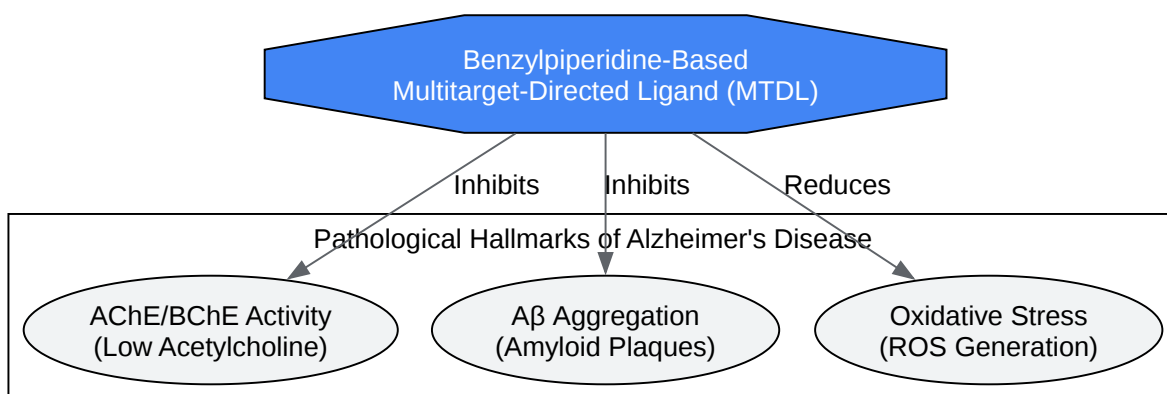 Benzylpiperidine-Based
Multitarget-Directed Ligand (MTDL)
Inhibits
Inhibits
Reduces
Pathological Hallmarks of Alzheimer's Disease
AChE/BChE Activity
(Low Acetylcholine)
Aβ Aggregation
(Amyloid Plaques)
Oxidative Stress
(ROS Generation)